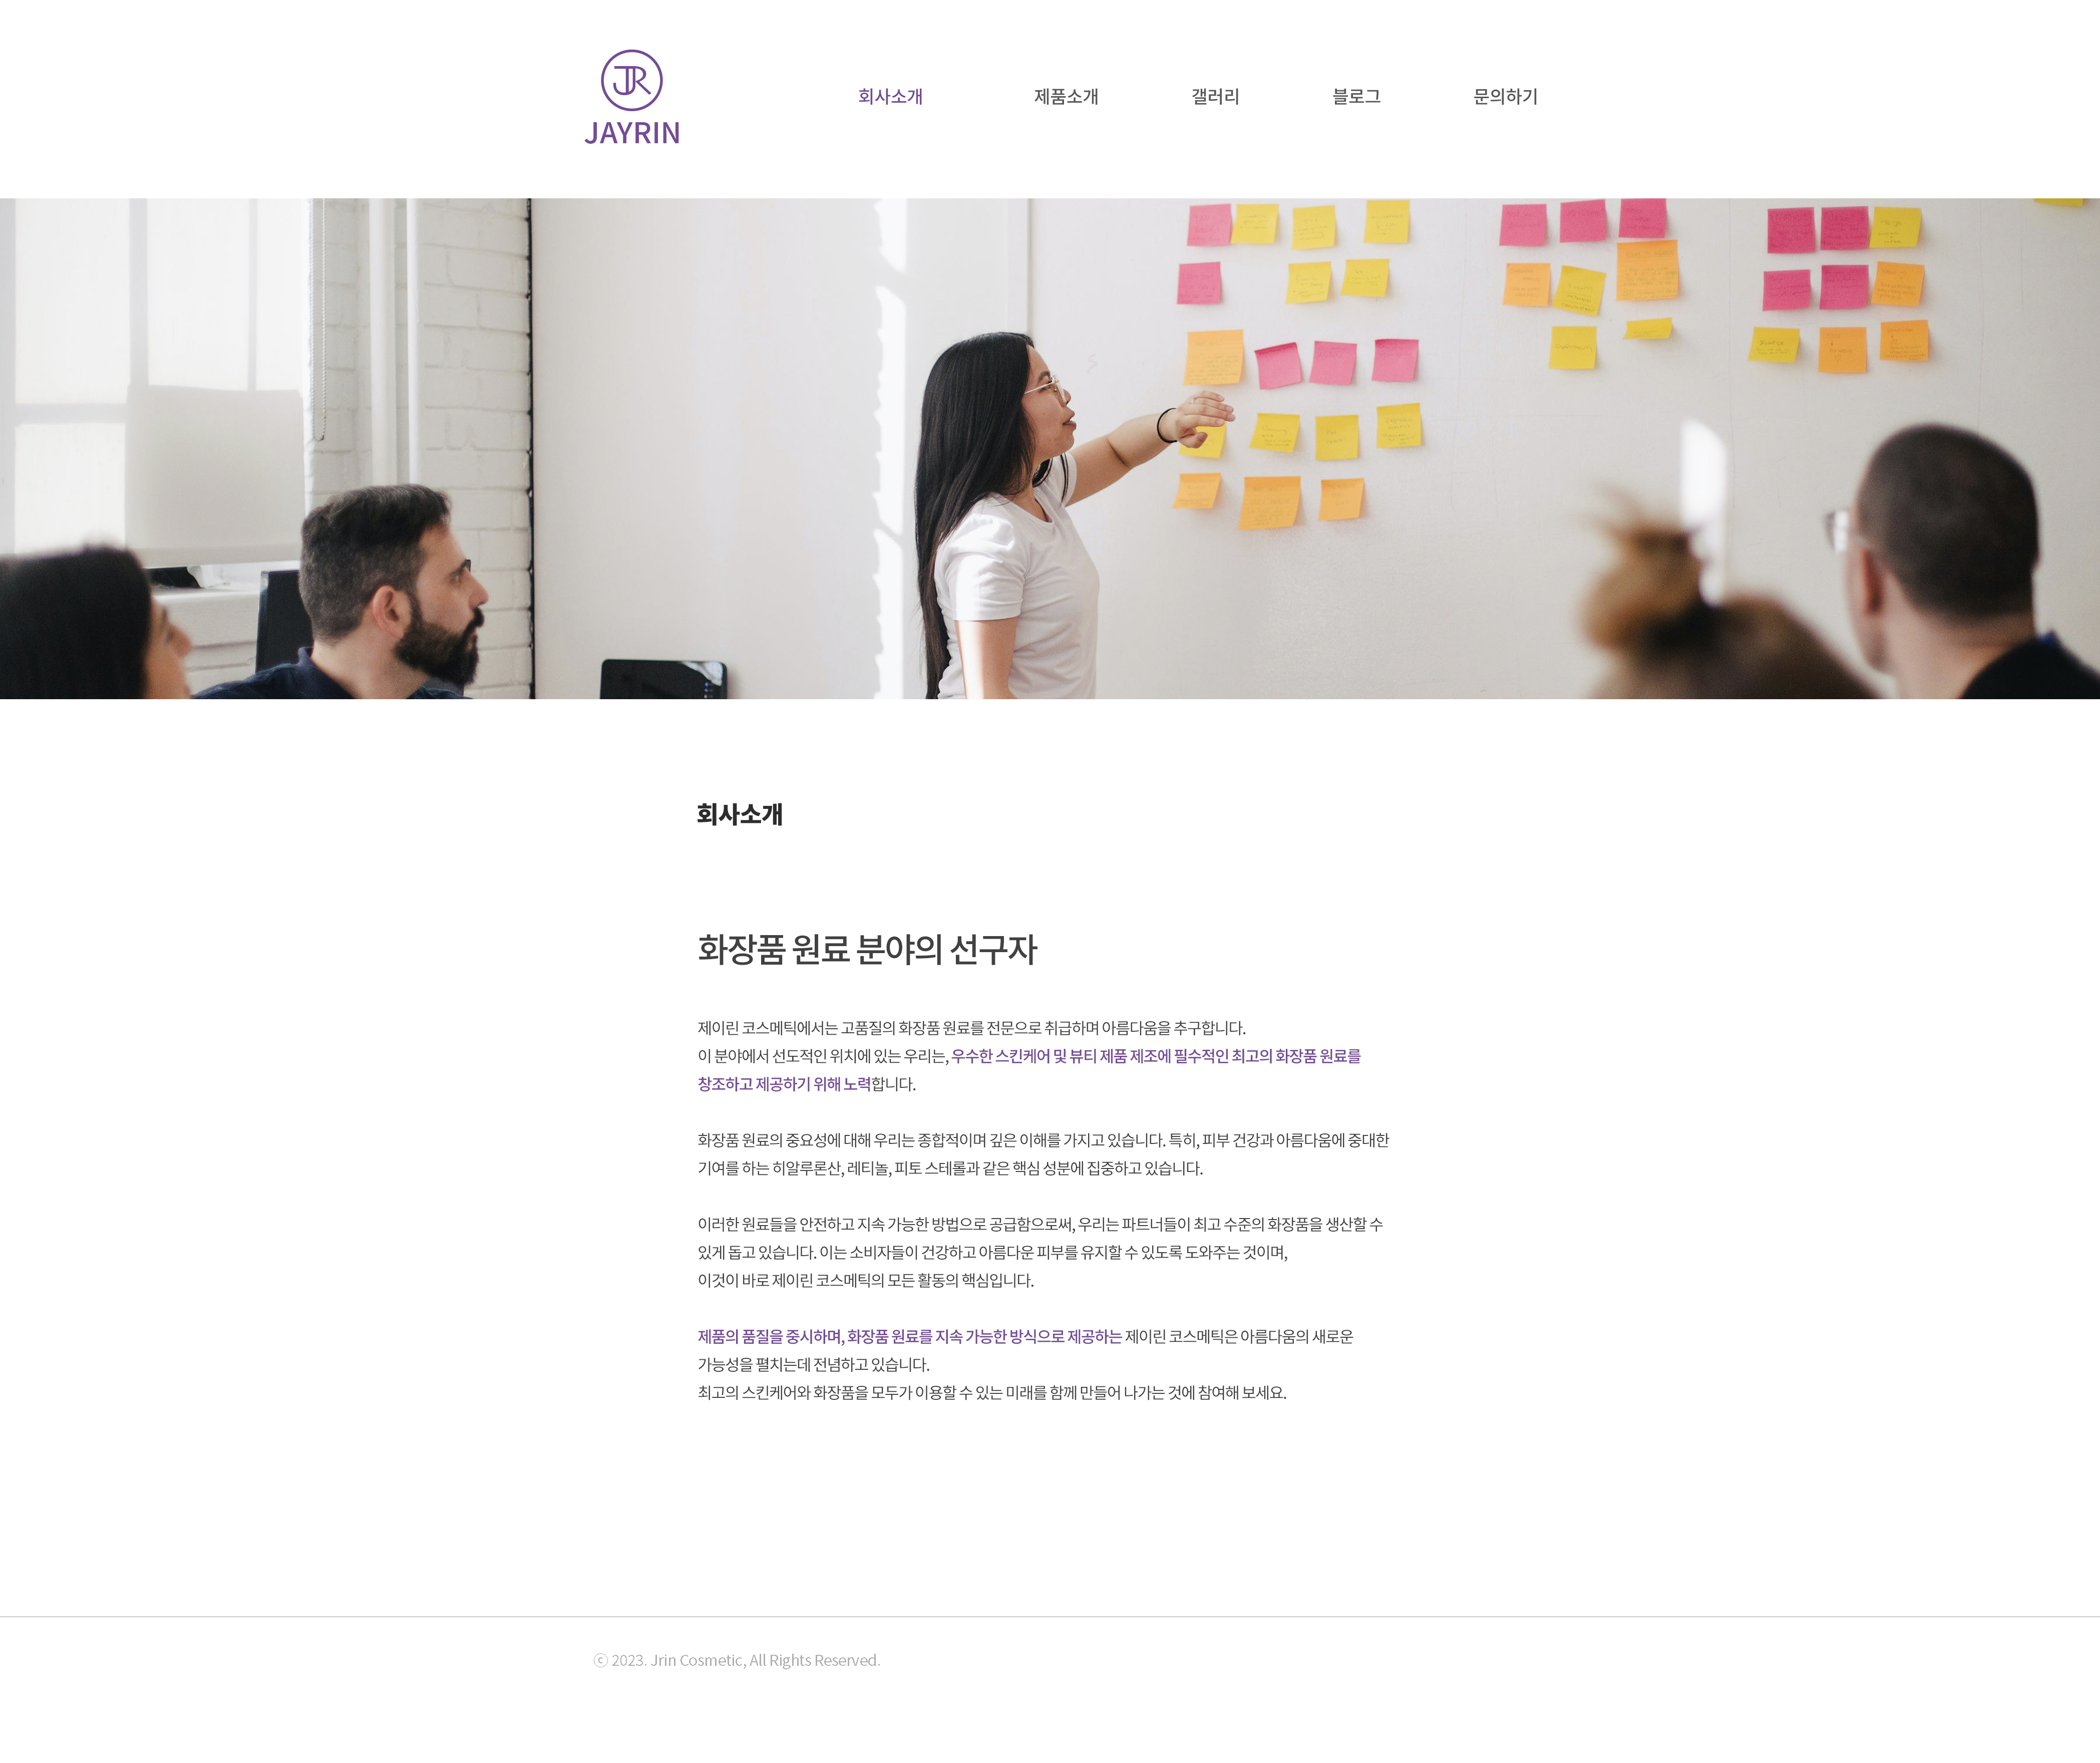 JR
JAYRIN
회사소개
제품소개
갤러리
블로그
문의하기
회사소개
화장품 원료 분야의 선구자
제이린 코스메틱에서는 고품질의 화장품 원료를 전문으로 취급하며 아름다움을 추구합니다.
이 분야에서 선도적인 위치에 있는 우리는, 우수한 스킨케어 및 뷰티 제품 제조에 필수적인 최고의 화장품 원료를
창조하고 제공하기 위해 노력합니다.
화장품 원료의 중요성에 대해 우리는 종합적이며 깊은 이해를 가지고 있습니다. 특히, 피부 건강과 아름다움에 중대한
기여를 하는 히알루론산, 레티놀, 피토 스테롤과 같은 핵심 성분에 집중하고 있습니다.
이러한 원료들을 안전하고 지속 가능한 방법으로 공급함으로써, 우리는 파트너들이 최고 수준의 화장품을 생산할 수
있게 돕고 있습니다. 이는 소비자들이 건강하고 아름다운 피부를 유지할 수 있도록 도와주는 것이며,
이것이 바로 제이린 코스메틱의 모든 활동의 핵심입니다.
제품의 품질을 중시하며, 화장품 원료를 지속 가능한 방식으로 제공하는 제이린 코스메틱은 아름다움의 새로운
가능성을 펼치는데 전념하고 있습니다.
최고의 스킨케어와 화장품을 모두가 이용할 수 있는 미래를 함께 만들어 나가는 것에 참여해 보세요.
ⓒ 2023. Jrin Cosmetic, All Rights Reserved.